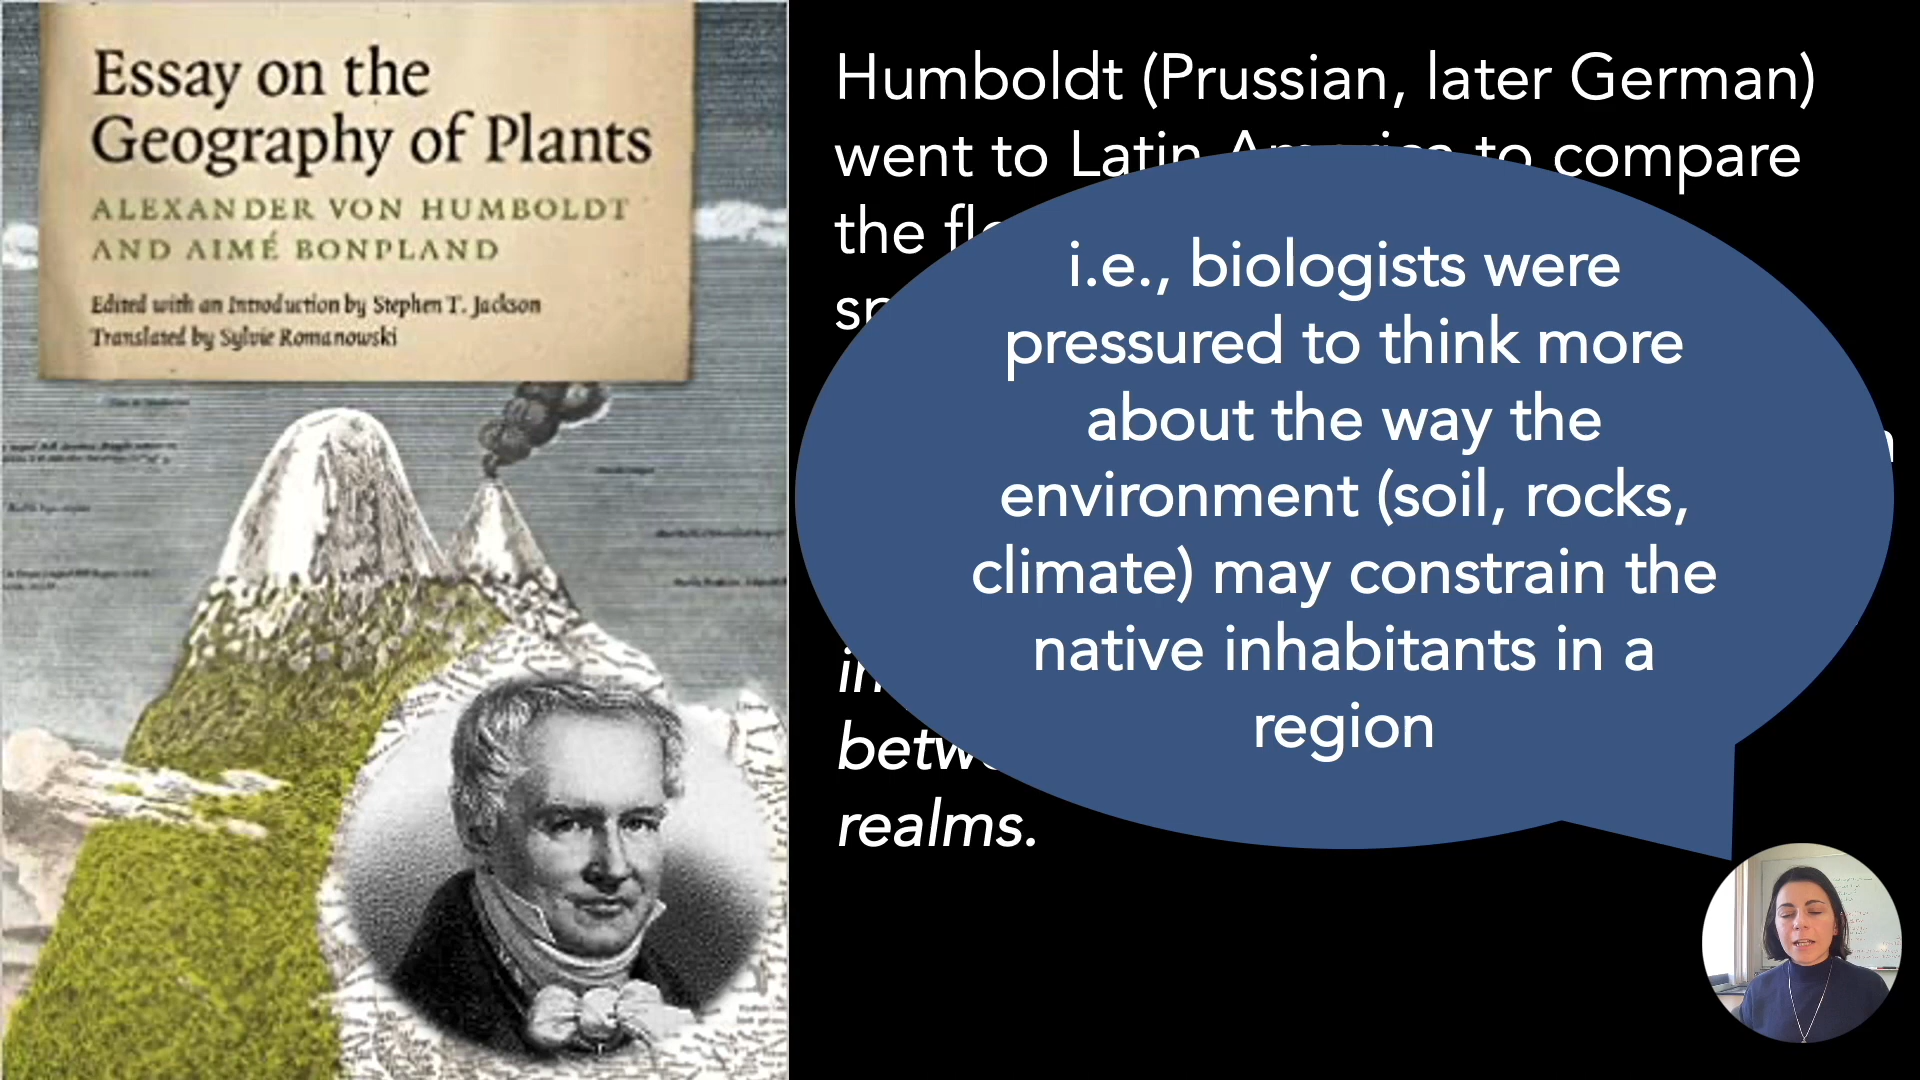 Essay on the
Geography of Plants
ALEXANDER VON HUMBOLDT
AND AIMÉ BONPLAND
Edited with an Introduction by Stephen T. Jackson
Translated by Sylvie Romanowski
Humboldt (Prussian, later German)
went to Latin America to compare
the
realms.
i.e., biologists were
pressured to think more
about the way the
environment (soil, rocks,
climate) may constrain the
native inhabitants in a
region